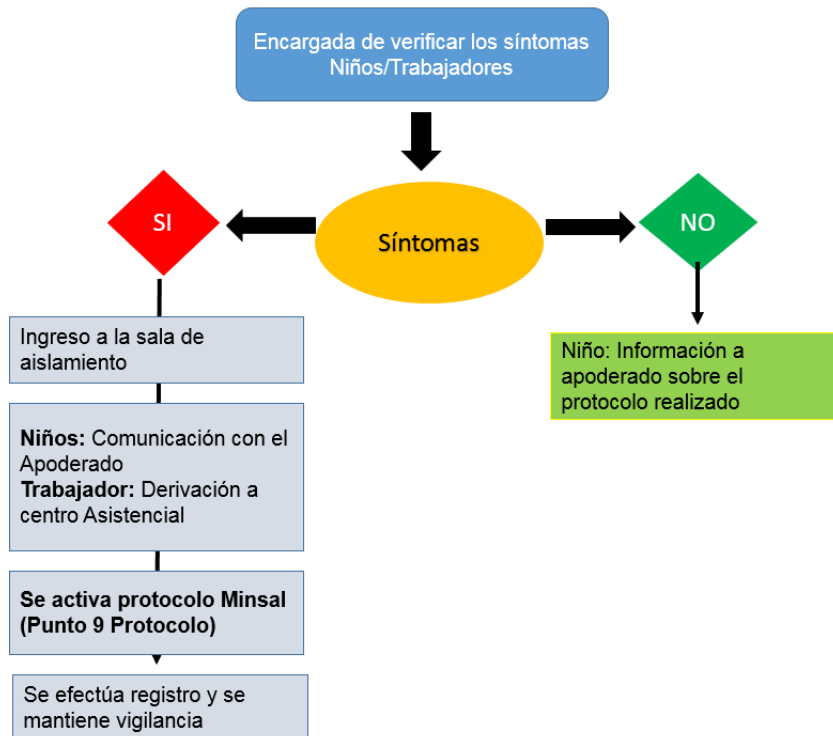 Encargada de verificar los síntomas
Niños/Trabajadores
SI
Síntomas
NO
Ingreso a la sala de
aislamiento
Niño: Información a
apoderado sobre el
protocolo realizado
Niños: Comunicación con el
Apoderado
Trabajador: Derivación a
centro Asistencial
Se activa protocolo Minsal
(Punto 9 Protocolo)
Se efectúa registro y se
mantiene vigilancia